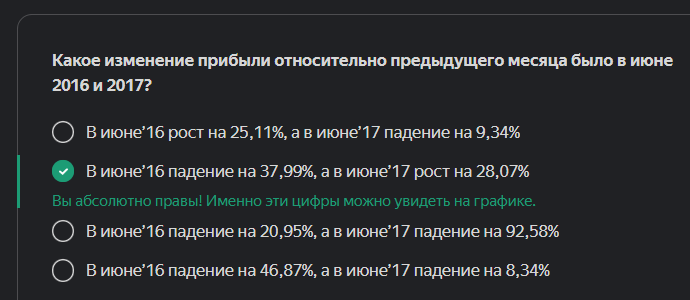 Какое изменение прибыли относительно предыдущего месяца было в июне
2016 и 2017?
В июне’16 рост на 25,11%, а в июне’17 падение на 9,34%
В июне’16 падение на 37,99%, а в июне’17 рост на 28,07%
Вы абсолютно правы! Именно эти цифры можно увидеть на графике.
В июне’16 падение на 20,95%, а в июне’17 падение на 92,58%
В июне’16 падение на 46,87%, а в июне’17 падение на 8,34%